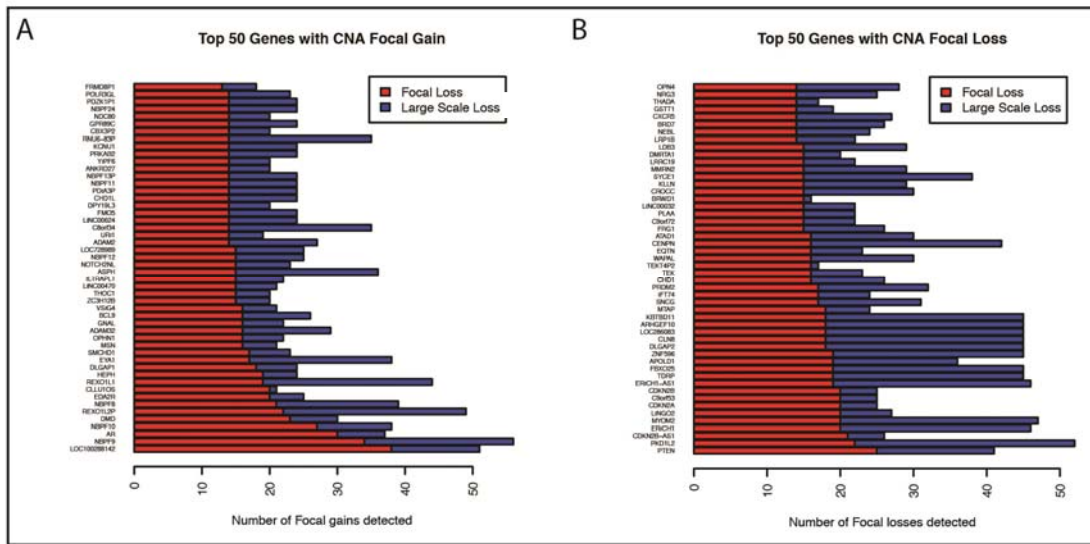 A
Top 50 Genes with CNA Focal Gain
Focal Loss
Large Scale Loss
FRMD8P1
POLR3GL
PDZK1P1
NBPF24
NDC80
GPR89C
CBX3P2
RNU6-83P
KCNU1
PRKAB2
YIPF6
ANKRD27
NBPF13P
NBPF11
PDIA3P
CHD1L
DPY19L3
FMO5
LINC00624
C8orf34
URI1
ADAM2
LOC728989
NBPF12
NOTCH2NL
ASPH
IL1RAPL1
LINC00470
THOC1
ZC3H12B
VSIG4
BCL9
GNAL
ADAM32
OPHN1
MSN
SMCHD1
EYA1
DLGAP1
HEPH
REXO1L1
CLLU1OS
EDA2R
NBPF8
REXO1L2P
DMD
NBPF10
AR
NBPF9
LOC100288142
0 10 20 30 40 50
Number of Focal gains detected
B
Top 50 Genes with CNA Focal Loss
Focal Loss
Large Scale Loss
OPN4
NRG3
THADA
GSTT1
CXCR5
BRD7
NEBL
LRP1B
LDB3
DMRTA1
LRRC19
MMRN2
SYCE1
KLLN
CROCC
BRWD1
LINC00032
PLAA
C9orf72
FRG1
ATAD1
CENPN
EQTN
WAPAL
TEKT4P2
TEK
CHD1
PROM2
IFT74
SNCG
MTAP
KBTBD11
ARHGEF10
LOC286083
CLN8
DLGAP2
ZNF596
APOLD1
FBXO25
TDRP
ERICH1-AS1
CDKN2B
C9orf53
CDKN2A
LINGO2
MYOM2
ERICH1
CDKN2B-AS1
PKD1L2
PTEN
0 10 20 30 40 50
Number of Focal losses detected